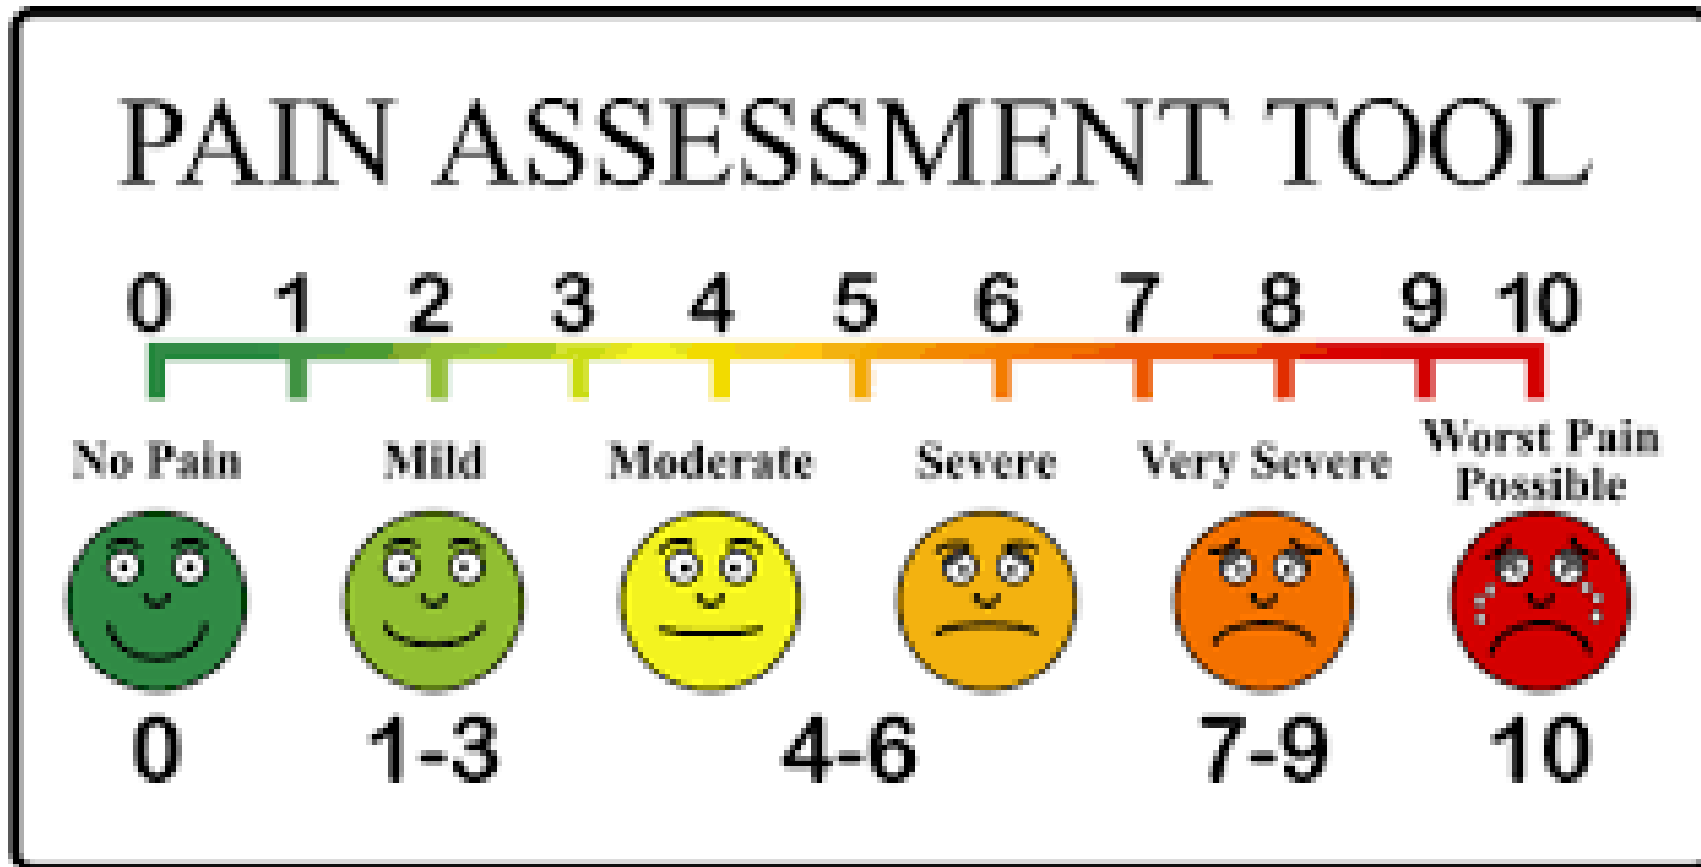 PAIN ASSESSMENT TOOL
0 1 2 3 4 5 6 7 8 9 10
No Pain Mild Moderate Severe Very Severe Worst Pain
Possible
0 1-3 4-6 7-9 10